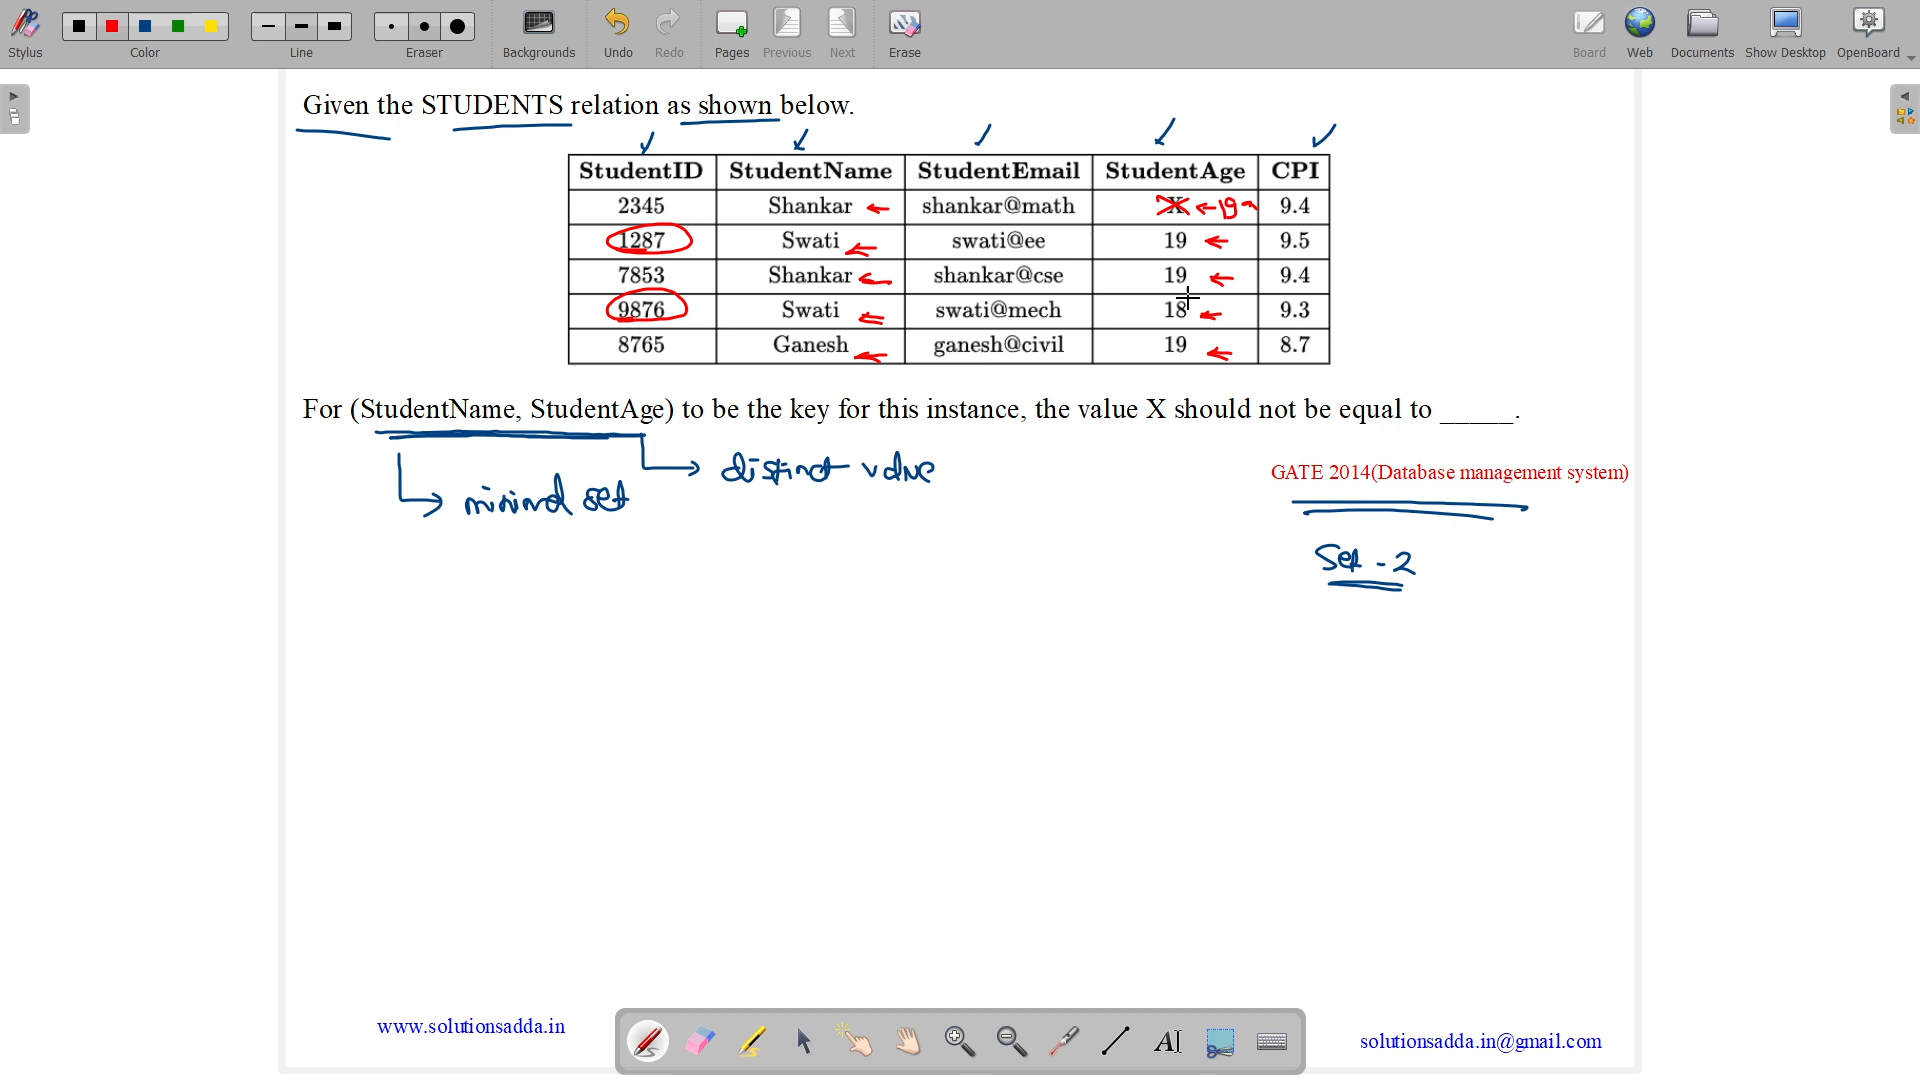 Stylus Color Line Eraser Backgrounds Undo Redo Pages Previous Next Erase Board Web Documents Show Desktop OpenBoard
Given the STUDENTS relation as shown below.
StudentID StudentName StudentEmail StudentAge CPI
2345 Shankar shankar@math X 19 9.4
1287 Swati swati@ee 19 9.5
7853 Shankar shankar@cse 19 9.4
9876 Swati swati@mech 18 9.3
8765 Ganesh ganesh@civil 19 8.7
For (StudentName, StudentAge) to be the key for this instance, the value X should not be equal to _____.
distinct value
GATE 2014(Database management system)
minimal set
Set - 2
www.solutionsadda.in
solutionsadda.in@gmail.com